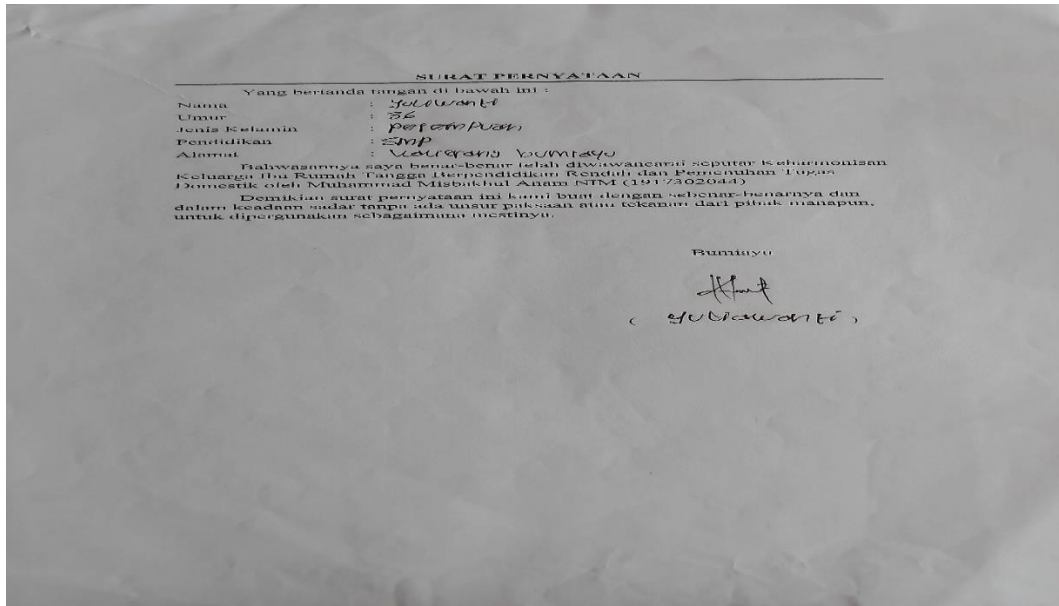 SURAT PERNYATAAN
Yang bertanda tangan di bawah ini :
Nama : Yuliwanti
Umur : 36
Jenis Kelamin : perempuan
Pendidikan : SMP
Alamat : bumiayu
Bahwasannya saya benar-benar telah diwawancarai seputar Keharmonisan
Keluarga Ibu Rumah Tangga Berpendidikan Rendah dan Pemenuhan Tugas
Domestik oleh Muhammad Misbakhul Anam NIM (1917302044)
Demikian surat pernyataan ini kami buat dengan sebenar-benarnya dan
dalam keadaan sadar tanpa ada unsur paksaan atau tekanan dari pihak manapun,
untuk dipergunakan sebagaimana mestinya.
Bumiayu
( yuliawanti )